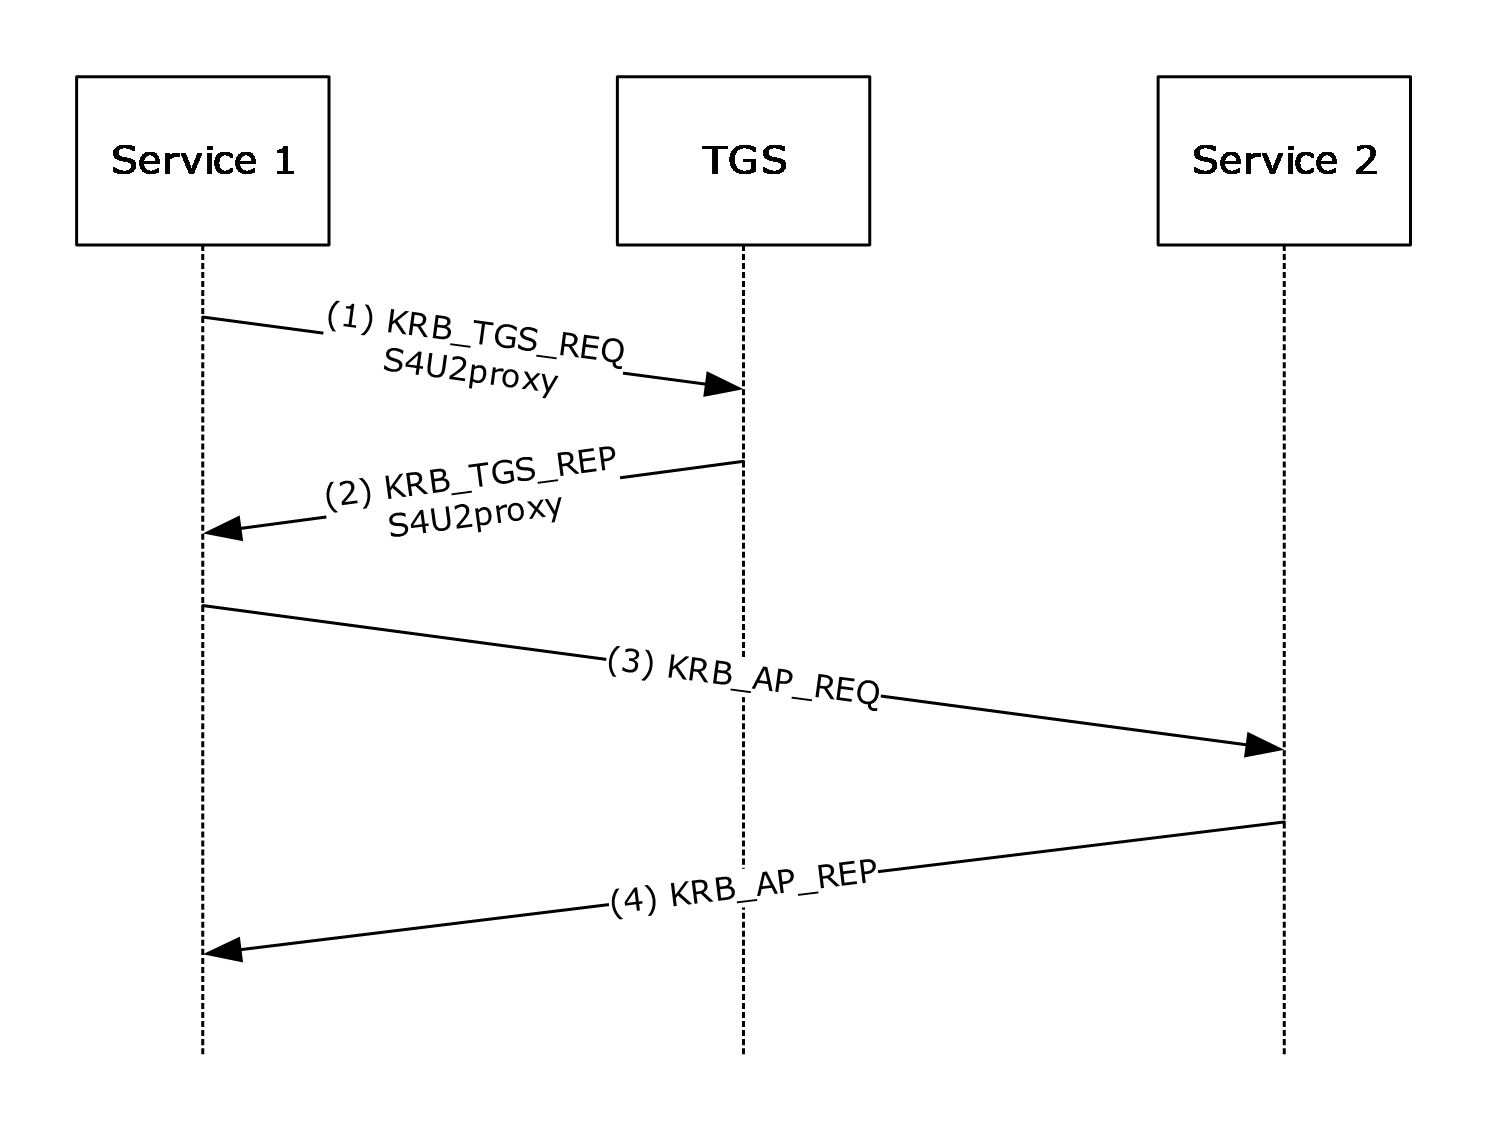 Service 1
TGS
Service 2
(1) KRB_TGS_REQ
S4U2proxy
(2) KRB_TGS_REP
S4U2proxy
(3) KRB_AP_REQ
(4) KRB_AP_REP